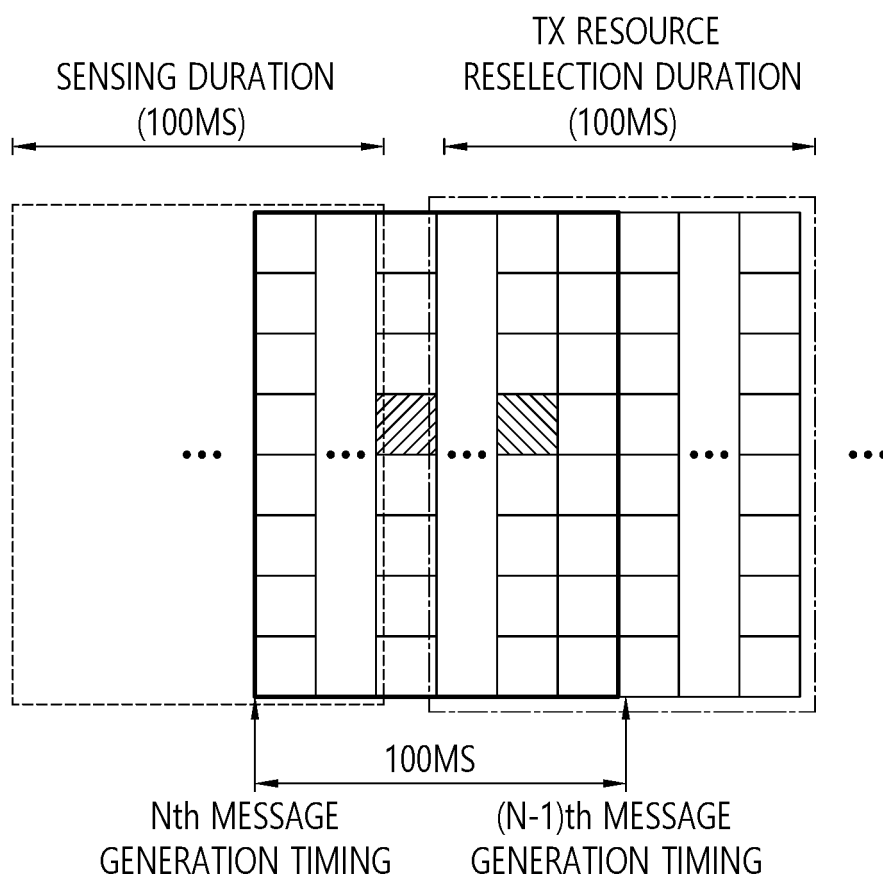 SENSING DURATION
(100MS)
TX RESOURCE
RESELECTION DURATION
(100MS)
100MS
Nth MESSAGE
GENERATION TIMING
(N-1)th MESSAGE
GENERATION TIMING